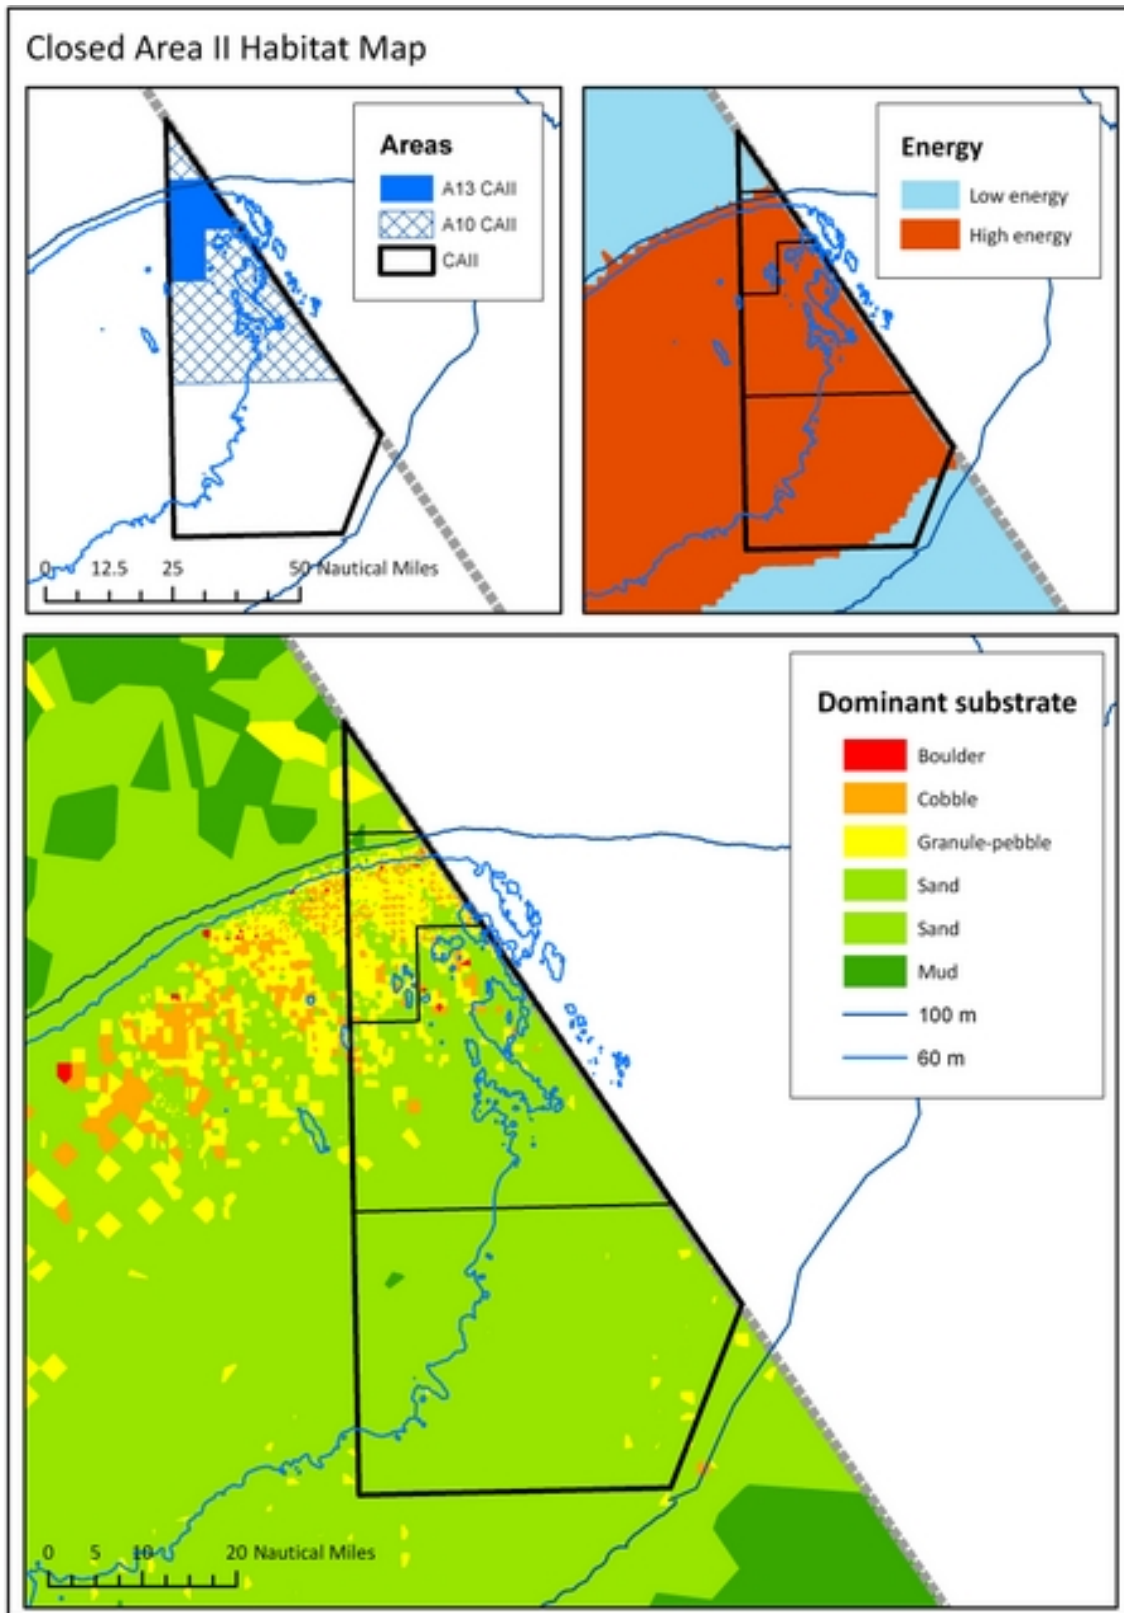 Closed Area II Habitat Map
Areas
A13 CAII
A10 CAII
CAII
0 12.5 25 50 Nautical Miles
Energy
Low energy
High energy
Dominant substrate
Boulder
Cobble
Granule-pebble
Sand
Sand
Mud
100 m
60 m
0 5 10 20 Nautical Miles